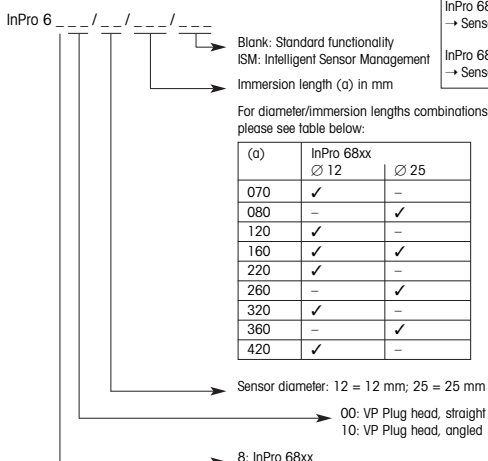 InPro 68
→ Senso
InPro 68
→ Senso
InPro 6 _ _ _ / _ _ / _ _ _ / _ _ _
Blank: Standard functionality
ISM: Intelligent Sensor Management
Immersion length (a) in mm
For diameter/immersion lengths combinations
please see table below:
(a) InPro 68xx
∅ 12 ∅ 25
070 ✓ –
080 – ✓
120 ✓ –
160 ✓ ✓
220 ✓ –
260 – ✓
320 ✓ –
360 – ✓
420 ✓ –
Sensor diameter: 12 = 12 mm; 25 = 25 mm
00: VP Plug head, straight
10: VP Plug head, angled
8: InPro 68xx